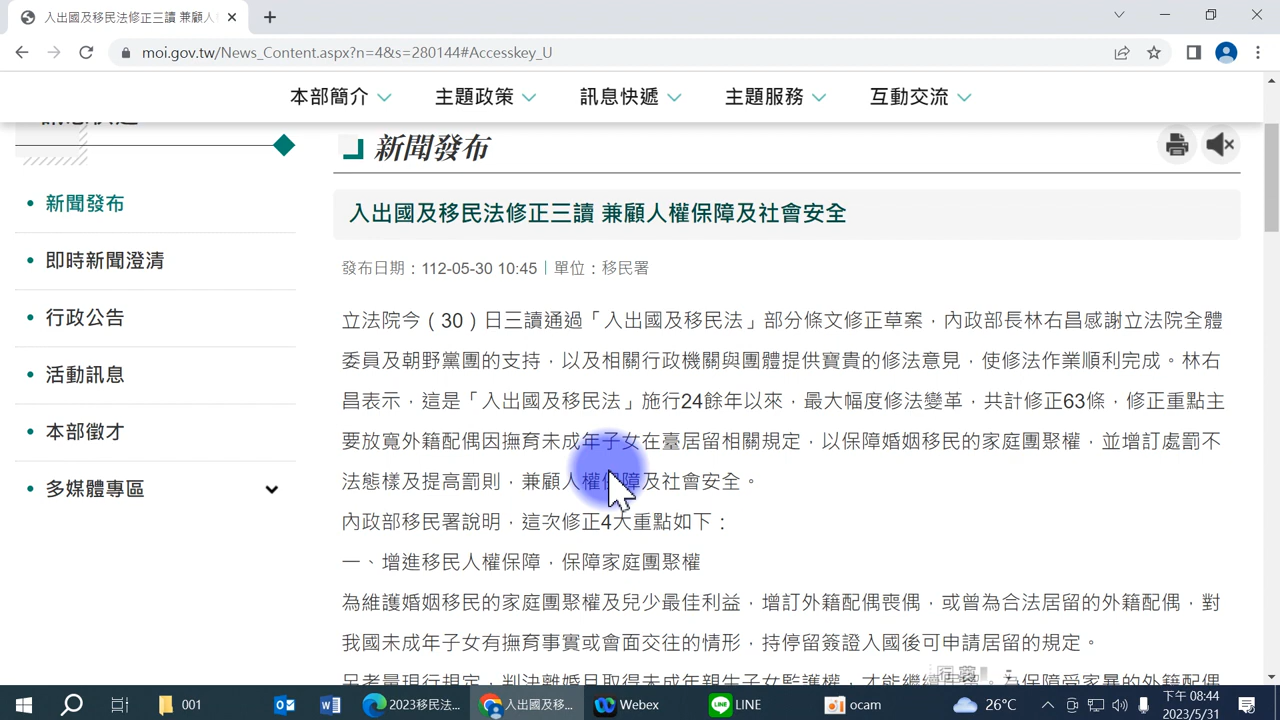 入出國及移民法修正三讀 兼顧人
moi.gov.tw/News_Content.aspx?n=4&s=280144#Accesskey_U
本部簡介 主題政策 訊息快遞 主題服務 互動交流
新聞發布
新聞發布
即時新聞澄清
行政公告
活動訊息
本部徵才
多媒體專區
入出國及移民法修正三讀 兼顧人權保障及社會安全
發布日期：112-05-30 10:45 | 單位：移民署
立法院今（30）日三讀通過「入出國及移民法」部分條文修正草案，內政部長林右昌感謝立法院全體
委員及朝野黨團的支持，以及相關行政機關與團體提供寶貴的修法意見，使修法作業順利完成。林右
昌表示，這是「入出國及移民法」施行24餘年以來，最大幅度修法變革，共計修正63條，修正重點主
要放寬外籍配偶因撫育未成年子女在臺居留相關規定，以保障婚姻移民的家庭團聚權，並增訂處罰不
法態樣及提高罰則，兼顧人權保障及社會安全。
內政部移民署說明，這次修正4大重點如下：
一、增進移民人權保障，保障家庭團聚權
為維護婚姻移民的家庭團聚權及兒少最佳利益，增訂外籍配偶喪偶，或曾為合法居留的外籍配偶，對
我國未成年子女有撫育事實或會面交往的情形，持停留簽證入國後可申請居留的規定。
001
2023移民法...
入出國及移...
Webex
LINE
ocam
26°C
下午 08:44
2023/5/31